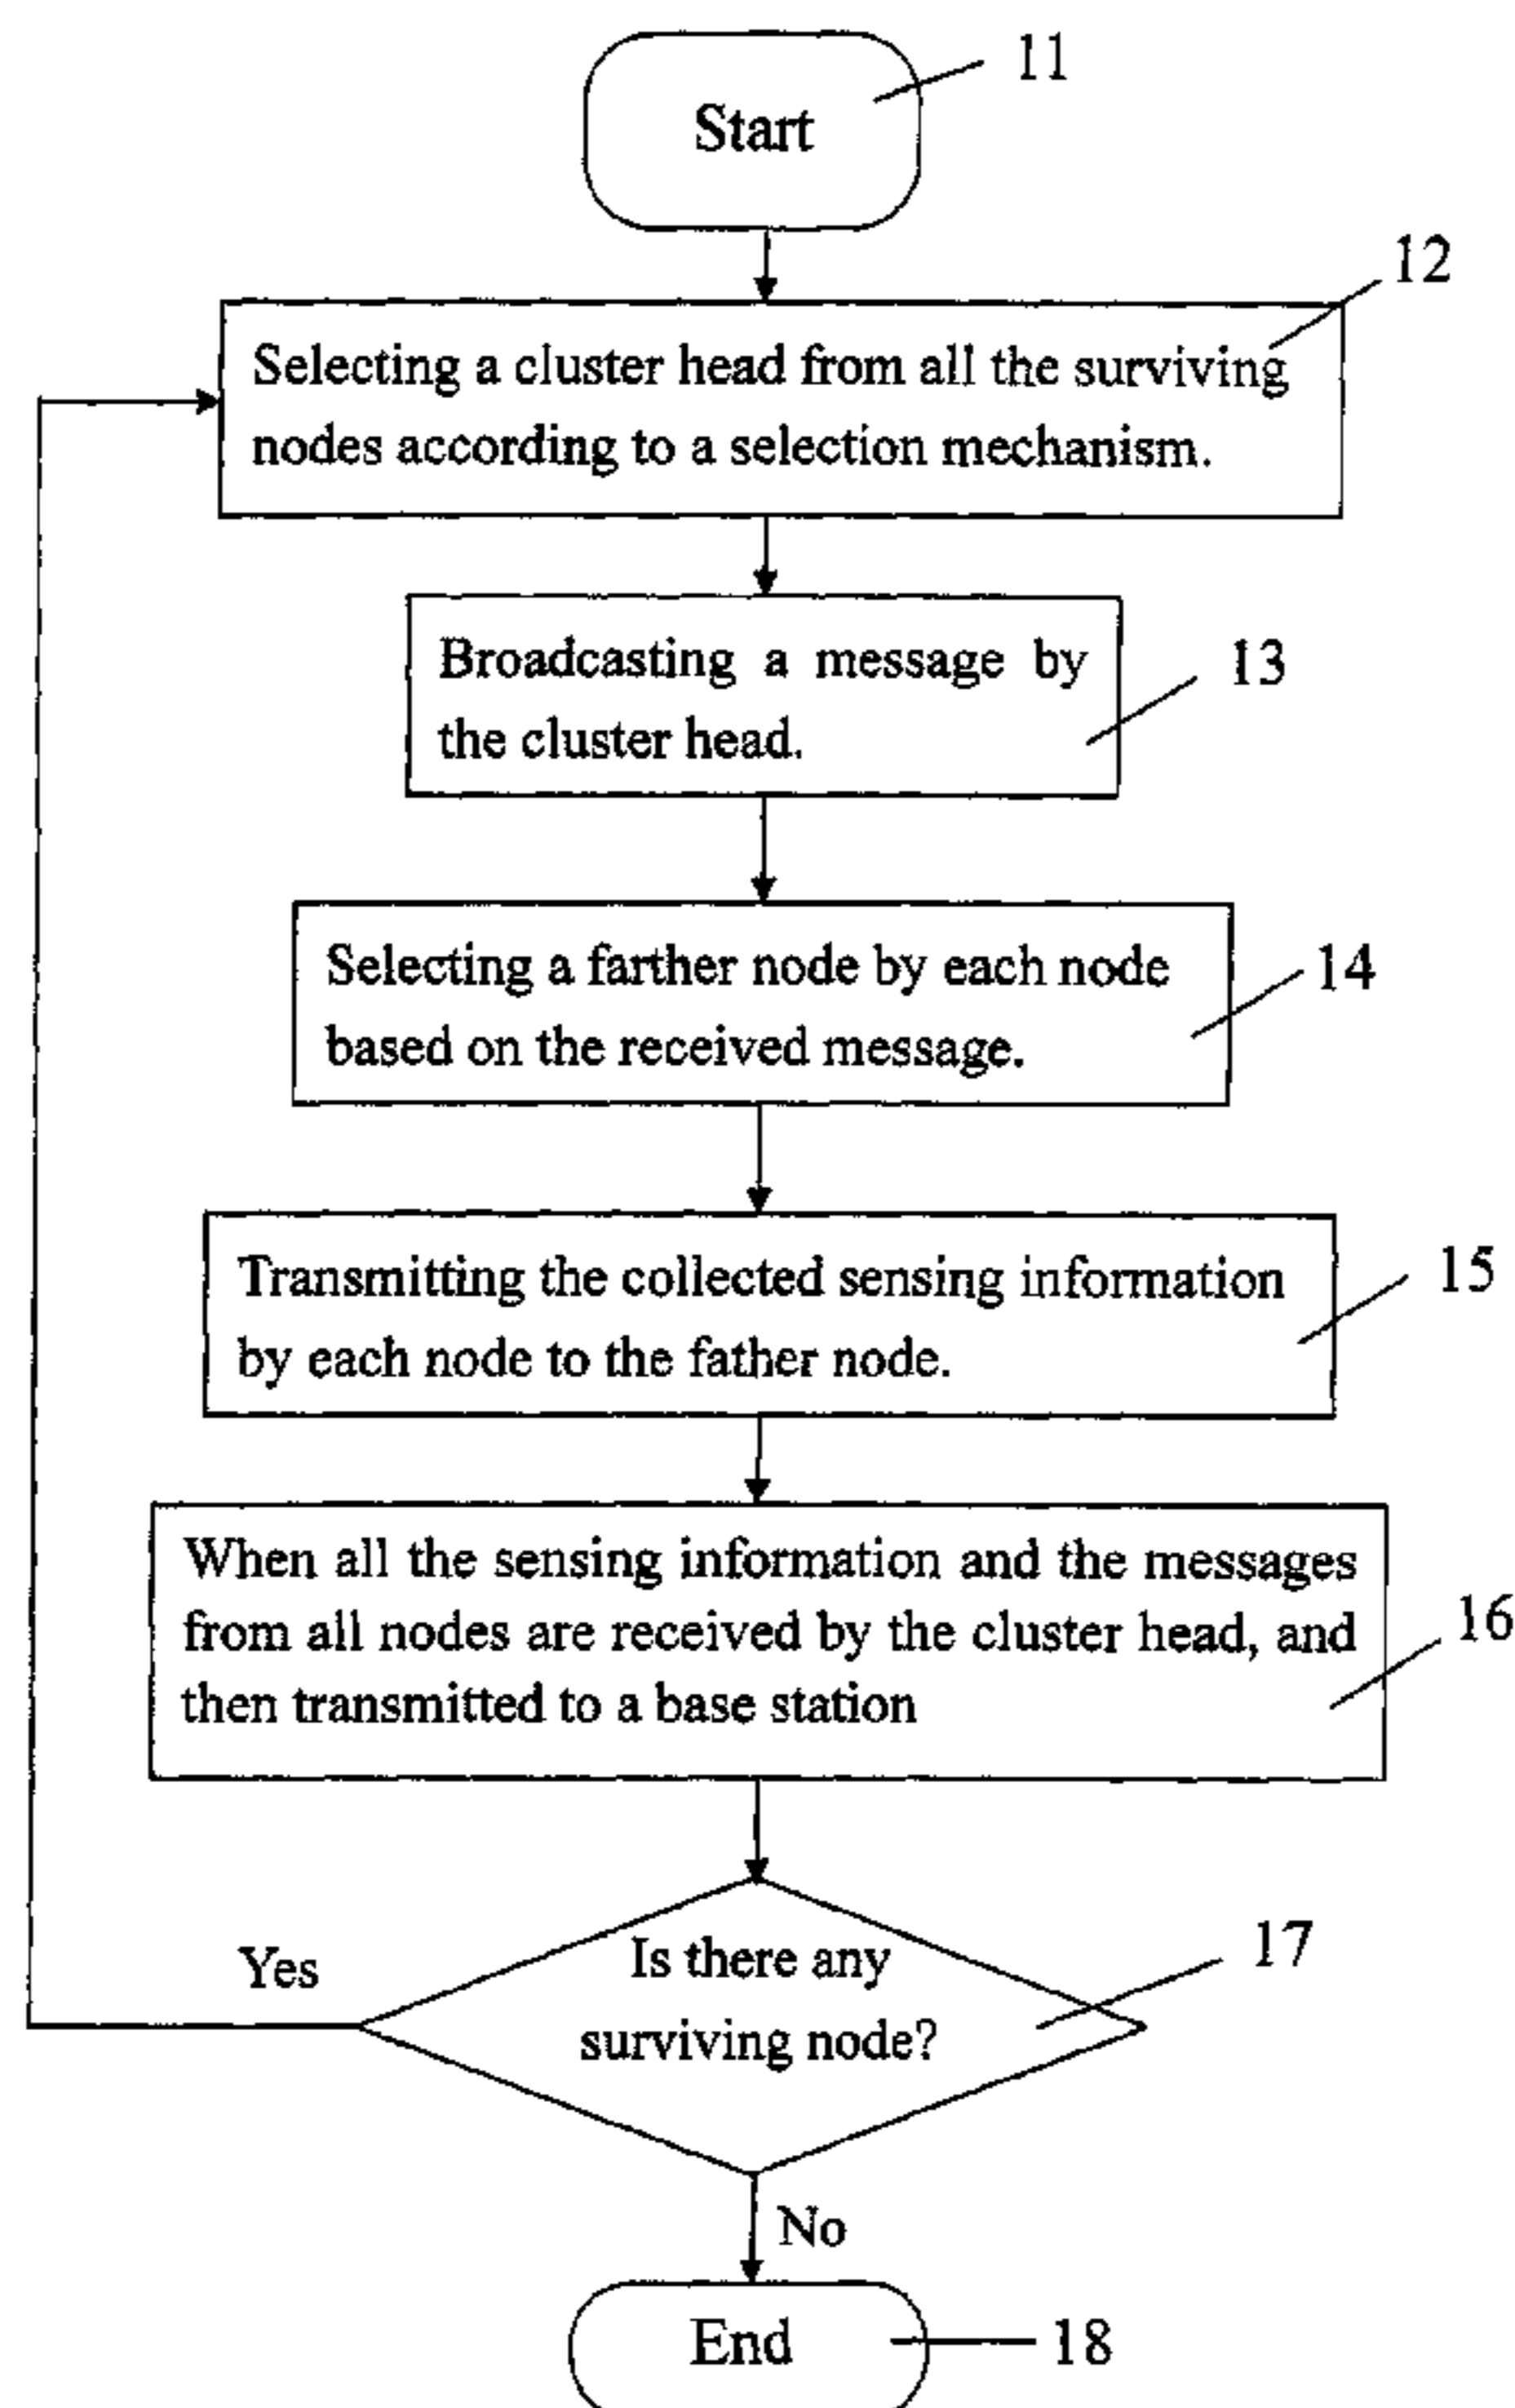 Start
11
12
Selecting a cluster head from all the surviving
nodes according to a selection mechanism.
Broadcasting a message by
the cluster head.
13
Selecting a farther node by each node
based on the received message.
14
Transmitting the collected sensing information
by each node to the father node.
15
When all the sensing information and the messages
from all nodes are received by the cluster head, and
then transmitted to a base station
16
Is there any
surviving node?
17
Yes
No
End
18